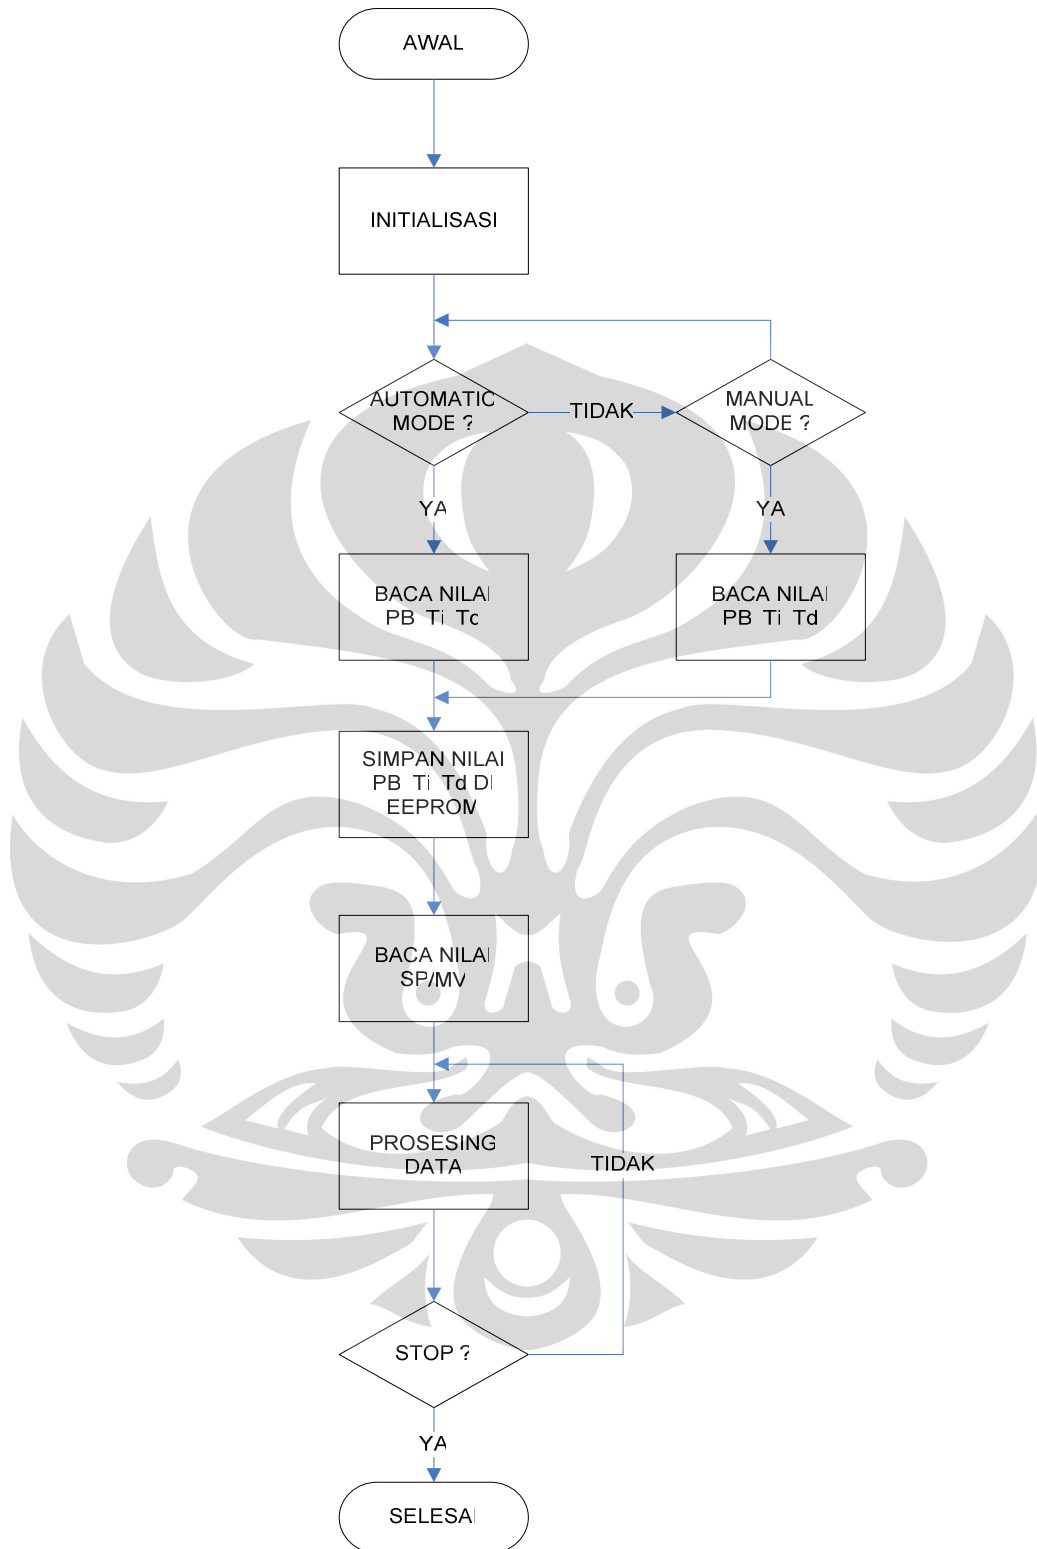 AWAL
INITIALISASI
AUTOMATIC
MODE ?
TIDAK
MANUAL
MODE ?
YA
YA
BACA NILAI
PB Ti Td
BACA NILAI
PB Ti Td
SIMPAN NILAI
PB Ti Td DI
EEPROM
BACA NILAI
SP/MV
PROSESING
DATA
TIDAK
STOP ?
YA
SELESAI